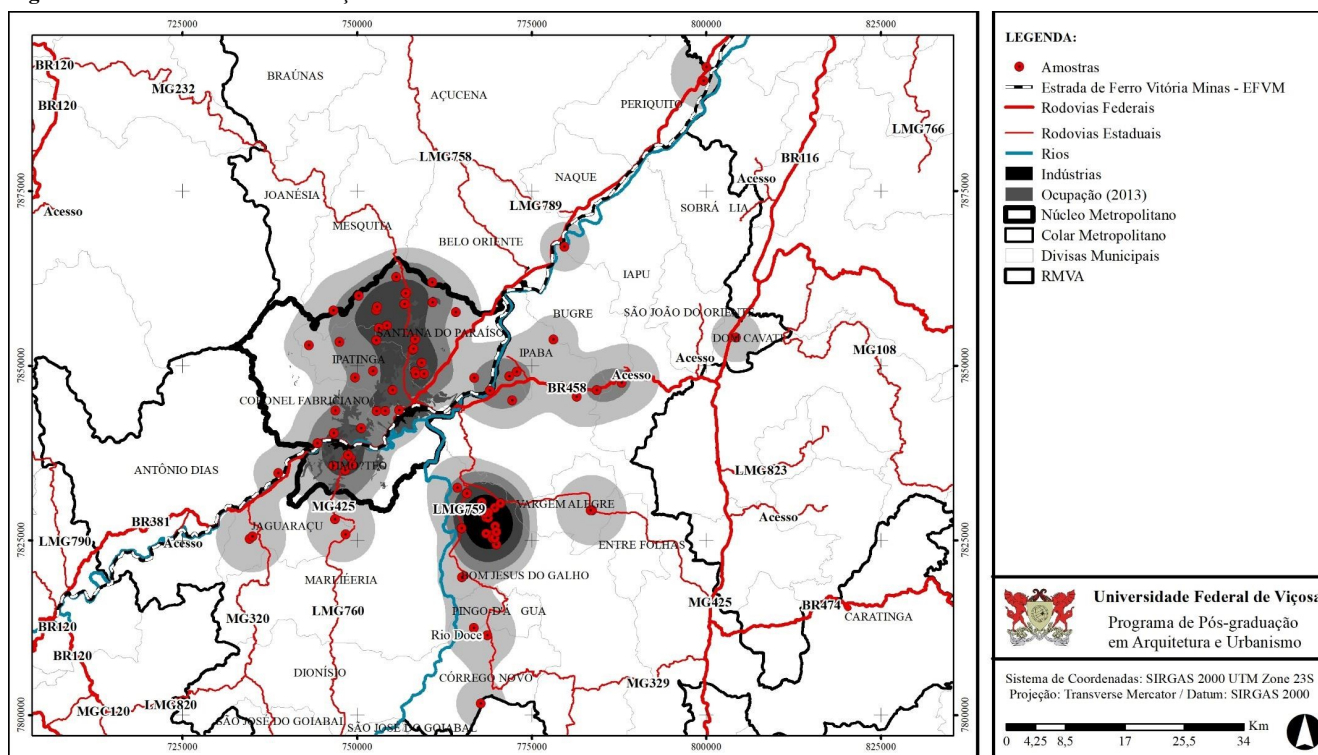 725000 750000 775000 800000 825000
BR120
BRAÚNAS
AÇUCENA
MG232
PERIQUITO
BR120
LMG766
LMG758
BR116
NAQUE
Acesso
7875000
JOANÉSIA
LMG789
SOBRÁ LIA
7875000
Acesso
MESQUITA
BELO ORIENTE
IAPU
BUGRE
SÃO JOÃO DO ORIENTE
SANTANA DO PARAÍSO
IPATINGA
IPABA
Acesso
MG108
7850000
Acesso
BR458
7850000
CORONEL FABRICIANO
ANTÔNIO DIAS
TIMO?TEO
LMG823
MG425
LMG759
VARGEM ALEGRE
Acesso
BR381
JAGUARAÇU
LMG790
Acesso
ENTRE FOLHAS
7825000
7825000
MARLIÉERIA
BOM JESUS DO GALHO
MG320
LMG760
PINGO D'Á GUA
MG425
BR474
CARATINGA
BR120
Rio Doce
BR120
DIONÍSIO
CÓRREGO NOVO
MG329
MGC120
LMG820
7800000
SÃO JOSÉ DO GOIABAL
SÃO JOSÉ DO GOIABAL
7800000
725000 750000 775000 800000 825000
LEGENDA:
Amostras
Estrada de Ferro Vitória Minas - EFVM
Rodovias Federais
Rodovias Estaduais
Rios
Indústrias
Ocupação (2013)
Núcleo Metropolitano
Colar Metropolitano
Divisas Municipais
RMVA
Universidade Federal de Viçosa
Programa de Pós-graduação
em Arquitetura e Urbanismo
Sistema de Coordenadas: SIRGAS 2000 UTM Zone 23S
Projeção: Transverse Mercator / Datum: SIRGAS 2000
Km
0 4,25 8,5 17 25,5 34